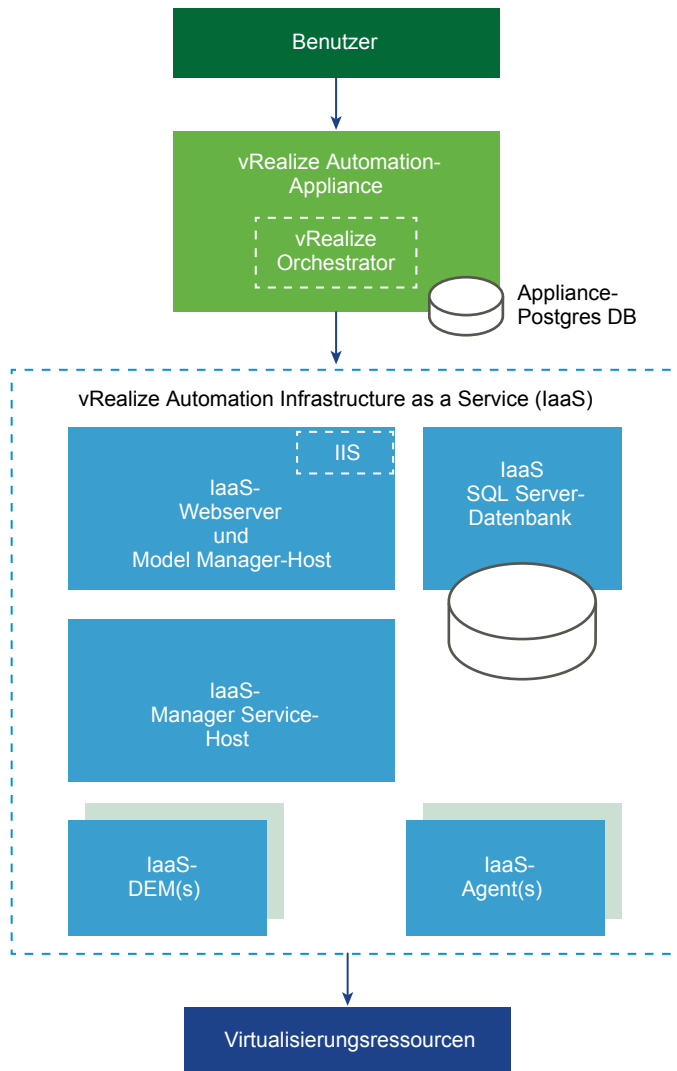 Benutzer
vRealize Automation-
Appliance
vRealize
Orchestrator
Appliance-
Postgres DB
vRealize Automation Infrastructure as a Service (IaaS)
IIS
IaaS-
Webserver
und
Model Manager-Host
IaaS
SQL Server-
Datenbank
IaaS-
Manager Service-
Host
IaaS-
DEM(s)
IaaS-
Agent(s)
Virtualisierungsressourcen